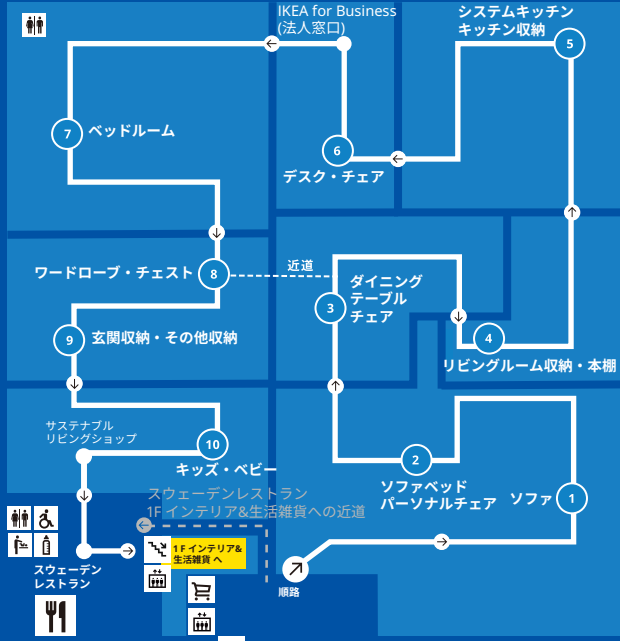 IKEA for Business
(法人窓口)
システムキッチン
キッチン収納
5
7
ベッドルーム
6
デスク・チェア
ワードローブ・チェスト
8
近道
ダイニング
テーブル
チェア
3
9
玄関収納・その他収納
4
リビングルーム収納・本棚
サステナブル
リビングショップ
10
キッズ・ベビー
2
ソファベッド
パーソナルチェア
ソファ
1
スウェーデンレストラン
1F インテリア&生活雑貨への近道
1F インテリア&
生活雑貨 へ
スウェーデン
レストラン
順路